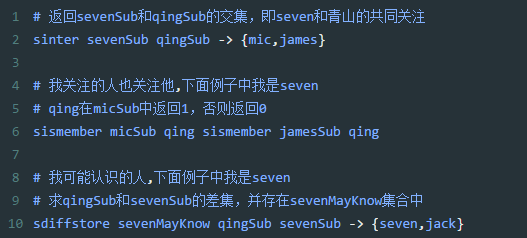 1 # 返回sevenSub和qingSub的交集，即seven和青山的共同关注
2 sinter sevenSub qingSub -> {mic,james}
3
4 # 我关注的人也关注他,下面例子中我是seven
5 # qing在micSub中返回1，否则返回0
6 sismember micSub qing sismember jamesSub qing
7
8 # 我可能认识的人,下面例子中我是seven
9 # 求qingSub和sevenSub的差集，并存在sevenMayKnow集合中
10 sdiffstore sevenMayKnow qingSub sevenSub -> {seven,jack}